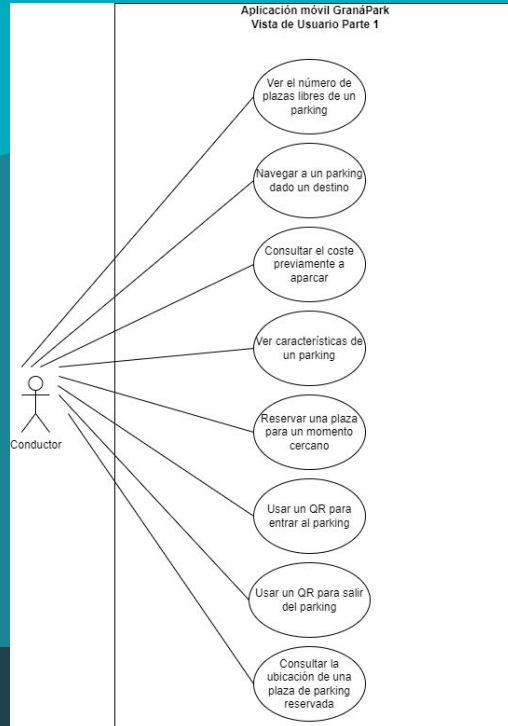 Aplicación móvil GranáPark
Vista de Usuario Parte 1
Ver el número de
plazas libres de un
parking
Navegar a un parking
dado un destino
Consultar el coste
previamente a
aparcar
Ver características de
un parking
Conductor
Reservar una plaza
para un momento
cercano
Usar un QR para
entrar al parking
Usar un QR para salir
del parking
Consultar la
ubicación de una
plaza de parking
reservada